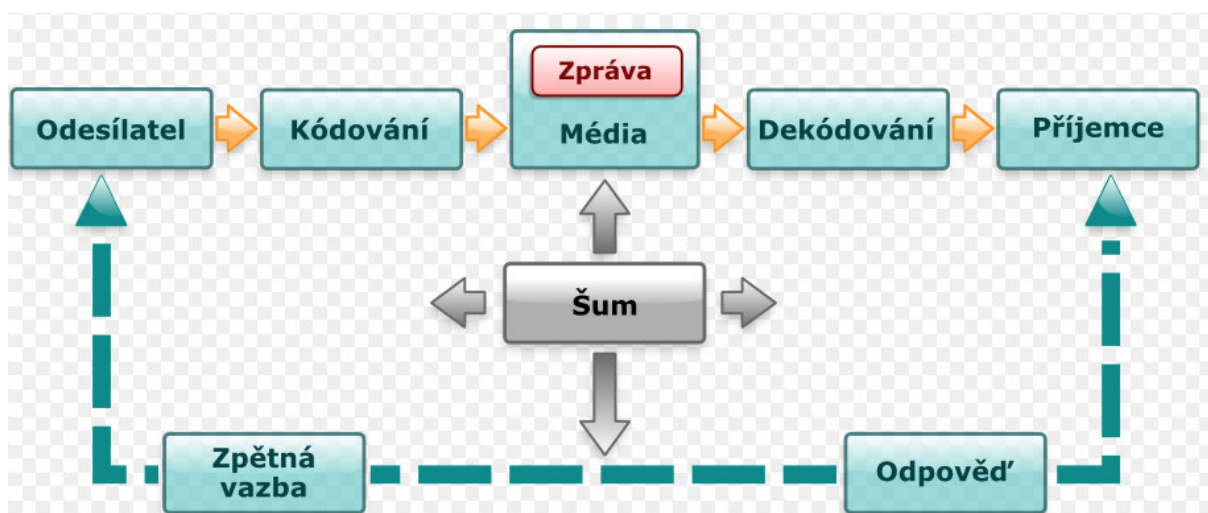 Zpráva
Odesílatel
Kódování
Média
Dekódování
Příjemce
Šum
Zpětná
vazba
Odpověď